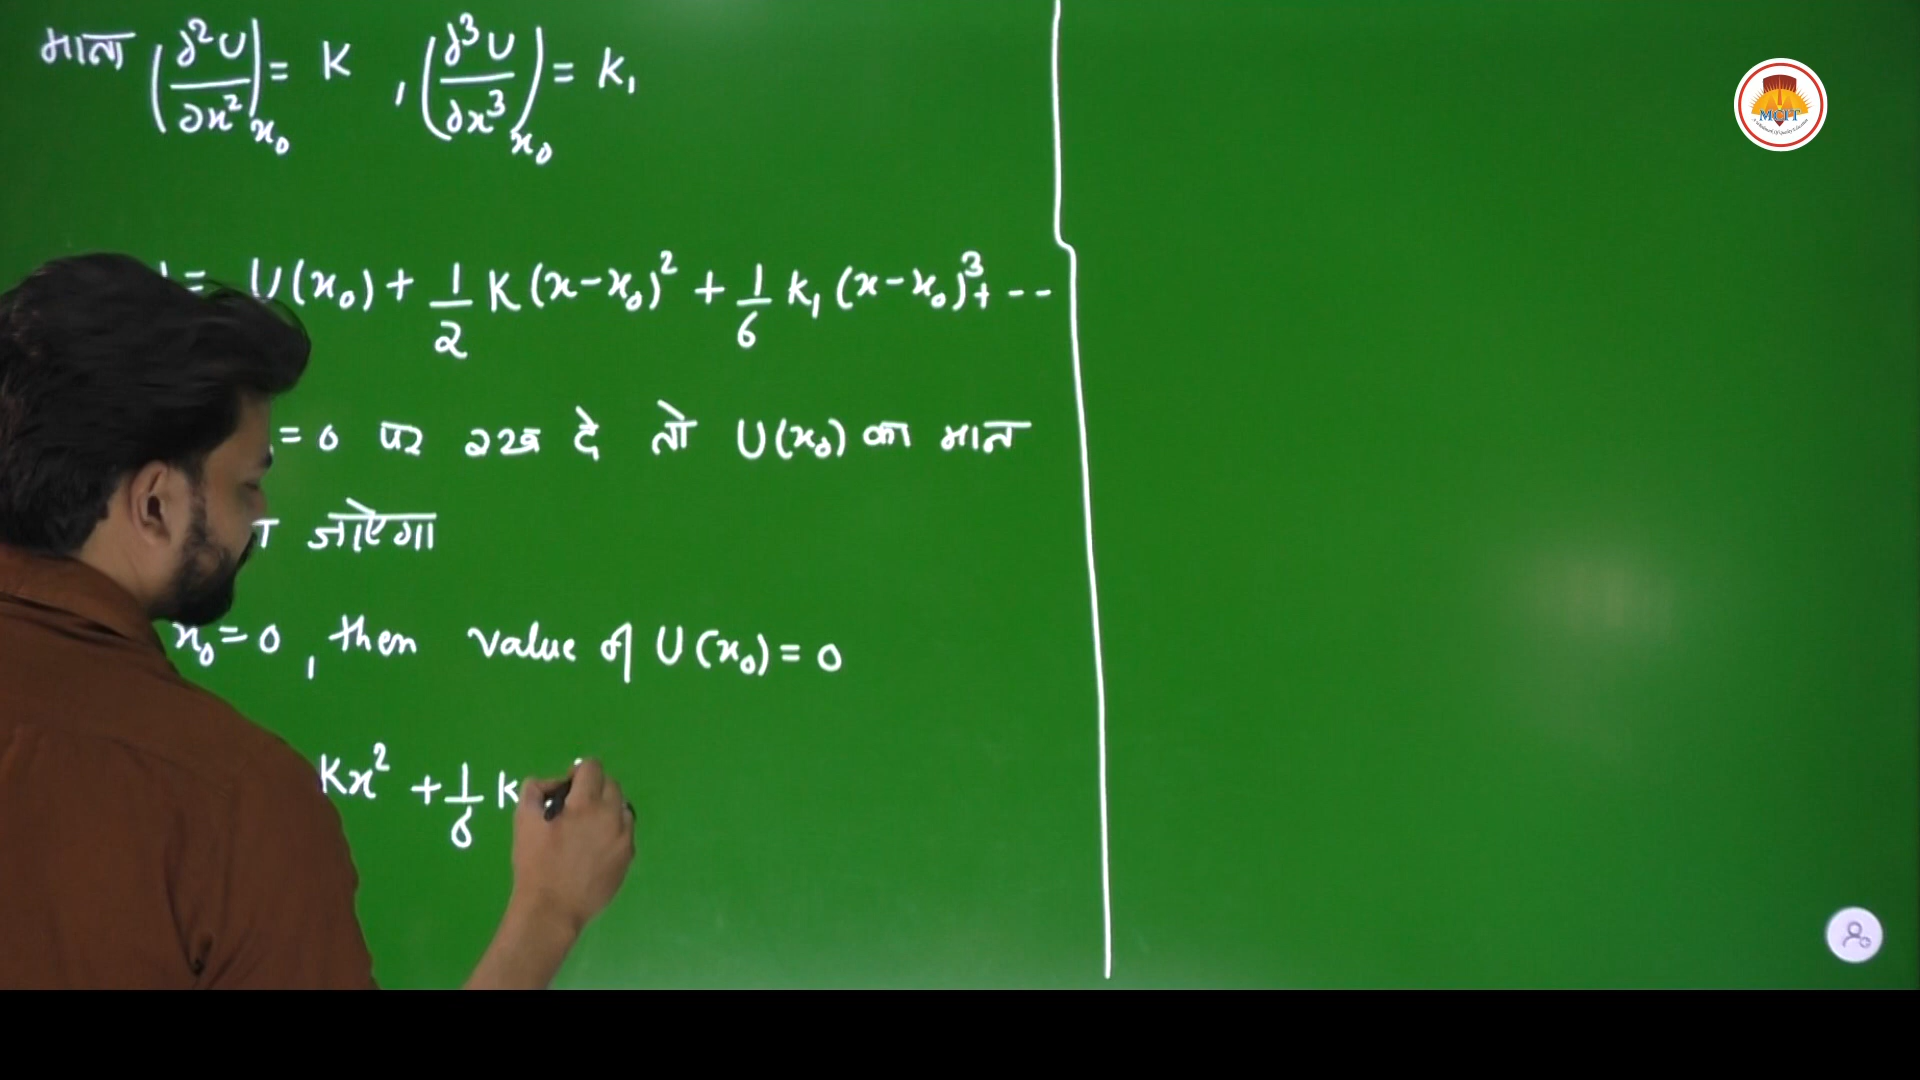 माना (∂²U/∂x²)x₀ = K , (∂³U/∂x³)x₀ = K₁
= U(x₀) + 1/2 K (x-x₀)² + 1/6 K₁ (x-x₀)³ + --
= 0 पर रख दे तो U(x₀) का मान
जाएगा
x₀ = 0 , then value of U(x₀) = 0
Kx² + 1/6 K
MCIT